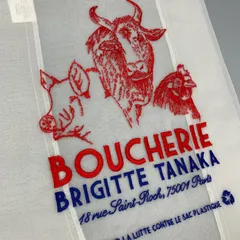 BOUCHERIE
BRIGITTE TANAKA
18 rue Saint-Roch, 75001 Paris
À LA LUTTE CONTRE LE SAC PLASTIQUE